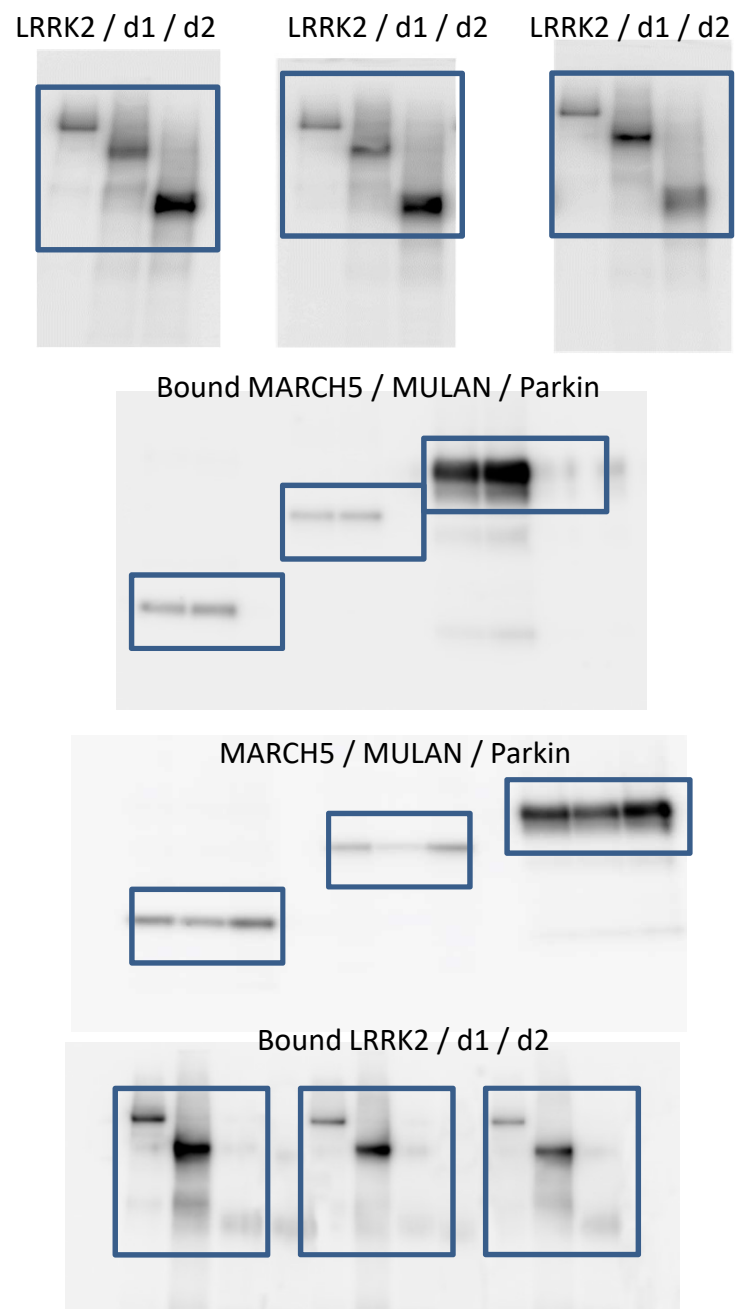 LRRK2 / d1 / d2
LRRK2 / d1 / d2
LRRK2 / d1 / d2
Bound MARCH5 / MULAN / Parkin
MARCH5 / MULAN / Parkin
Bound LRRK2 / d1 / d2